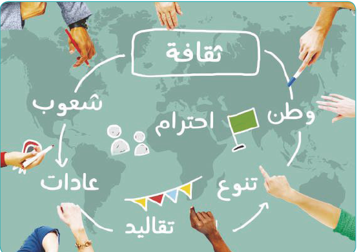 ثقافة
وطن
احترام
شعوب
تنوع
عادات
تقاليد